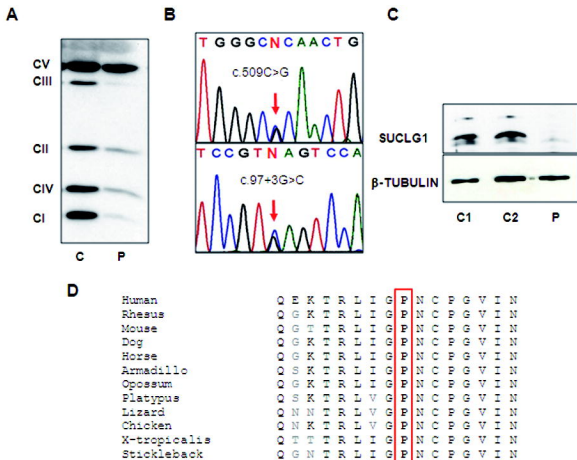 A
CV
CIII
CII
CIV
CI
C P
B
T G G G C N C A A C T G
c.509C>G
T C C G T N A G T C C A
c.97+3G>C
C
SUCLG1
β-TUBULIN
C1 C2 P
D
Human Q E K T R L I G P N C P G V I N
Rhesus Q G K T R L I G P N C P G V I N
Mouse Q G T T R L I G P N C P G V I N
Dog Q G K T R L I G P N C P G V I N
Horse Q G K T R L I G P N C P G V I N
Armadillo Q S K T R L I G P N C P G V I N
Opossum Q G K T R L I G P N C P G V I N
Platypus Q S K T R L V G P N C P G V I N
Lizard Q N N T R L V G P N C P G V I N
Chicken Q N K T R L V G P N C P G V I N
X-tropicalis Q T T T R L I G P N C P G V I N
Stickleback Q G N T R L I G P N C P G V I N